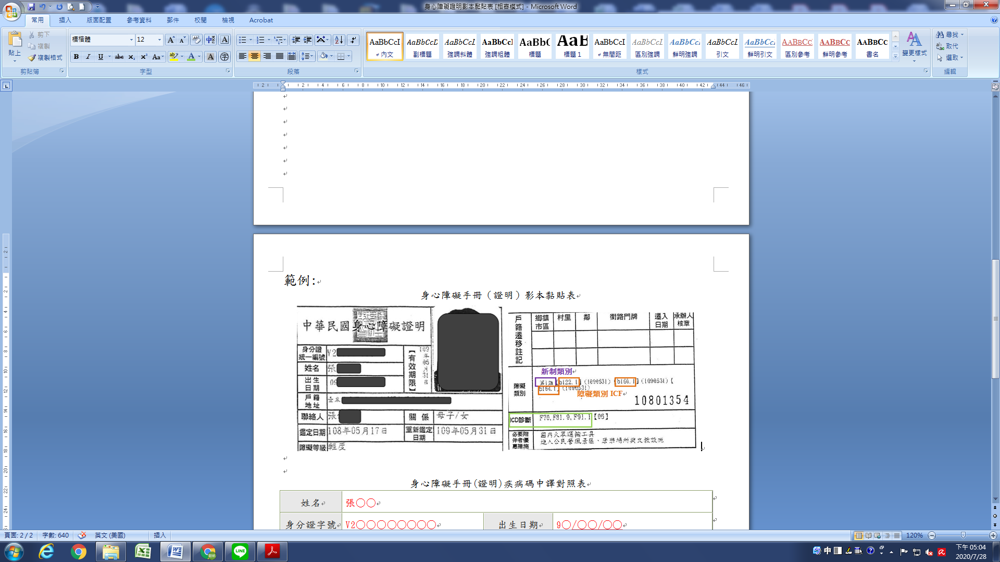 身心障礙證明影本黏貼表 [相容模式] - Microsoft Word
常用 插入 版面配置 參考資料 郵件 校閱 檢視 Acrobat
貼上 剪下 複製 複製格式
標楷體 12
AaBbCcI AaBbCcD AaBbCcL AaBbCcI AaBbC AaB AaBbCcI AaBbCcL AaBbCcI AaBbCcL AaBbCcI AaBbCc AaBbCc AaBbCc
內文 副標題 強調斜體 強調粗體 標題 標題 1 無間距 區別強調 鮮明強調 引文 鮮明引文 區別參考 鮮明參考 書名
變更樣式
尋找 取代 選取
剪貼簿 字型 段落 樣式 編輯
範例:
身心障礙手冊(證明)影本黏貼表
中華民國身心障礙證明
身分證統一編號 V2
姓名 張
出生日期 09
【有效期限】 109年05月31日
戶籍地址
聯絡人 張 關係 母子/女
鑑定日期 108年05月17日 重新鑑定日期 109年05月31日
障礙等級 輕度
戶籍遷移註記 鄉鎮市區 村里 鄰 街路門牌 遷入日期 承辦人核章
新制類別
障礙類別 第1類【b122.1】(1090531)【b160.1】(1090531)【
b164.1】(1090531)
障礙類別 ICF
10801354
ICD診斷 F70,F81.9,F91.1【06】
必要陪伴者優惠措施 國內大眾運輸工具
進入公民營風景區、康樂場所與文教設施
身心障礙手冊(證明)疾病碼中譯對照表
姓名 張〇〇
身分證字號 V2〇〇〇〇〇〇〇〇 出生日期 9〇/〇〇/〇〇
頁面: 2 / 2 字數: 640 英文 (美國) 插入 120%
LINE
中
下午 05:04
2020/7/28